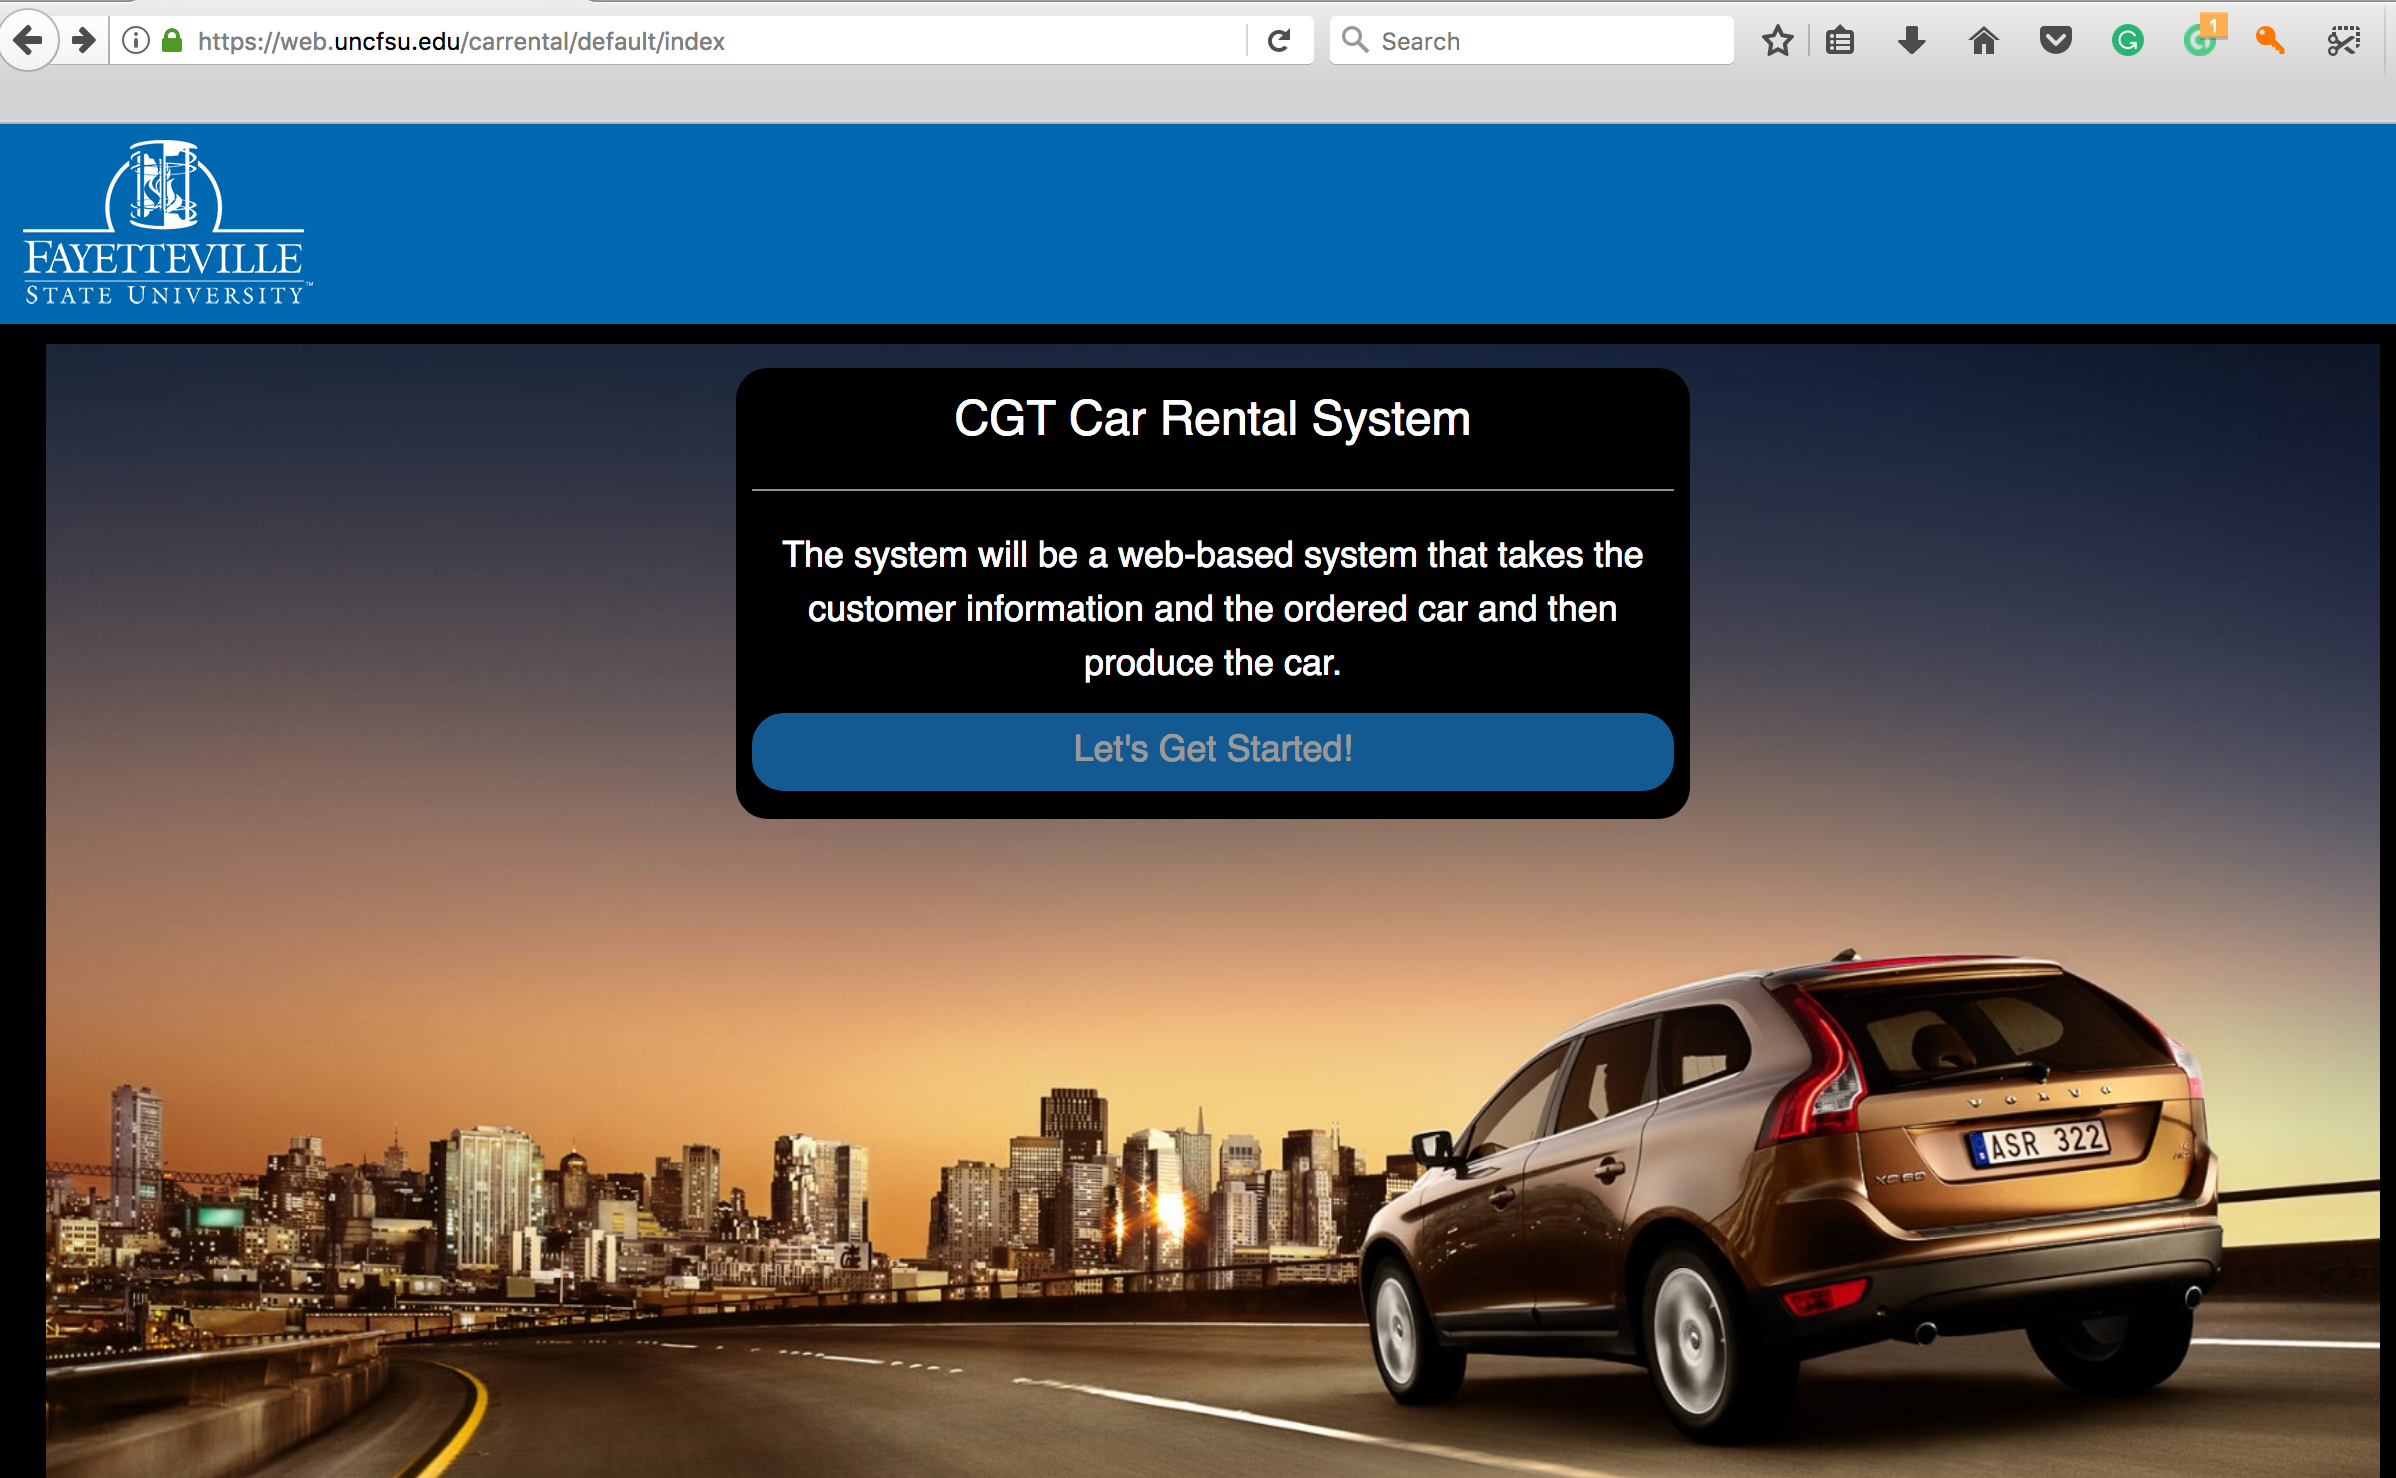 https://web.uncfsu.edu/carrental/default/index
Search
1
FAYETTEVILLE
STATE UNIVERSITY™
CGT Car Rental System
The system will be a web-based system that takes the
customer information and the ordered car and then
produce the car.
Let's Get Started!
VOLVO
ASR 322
XC60